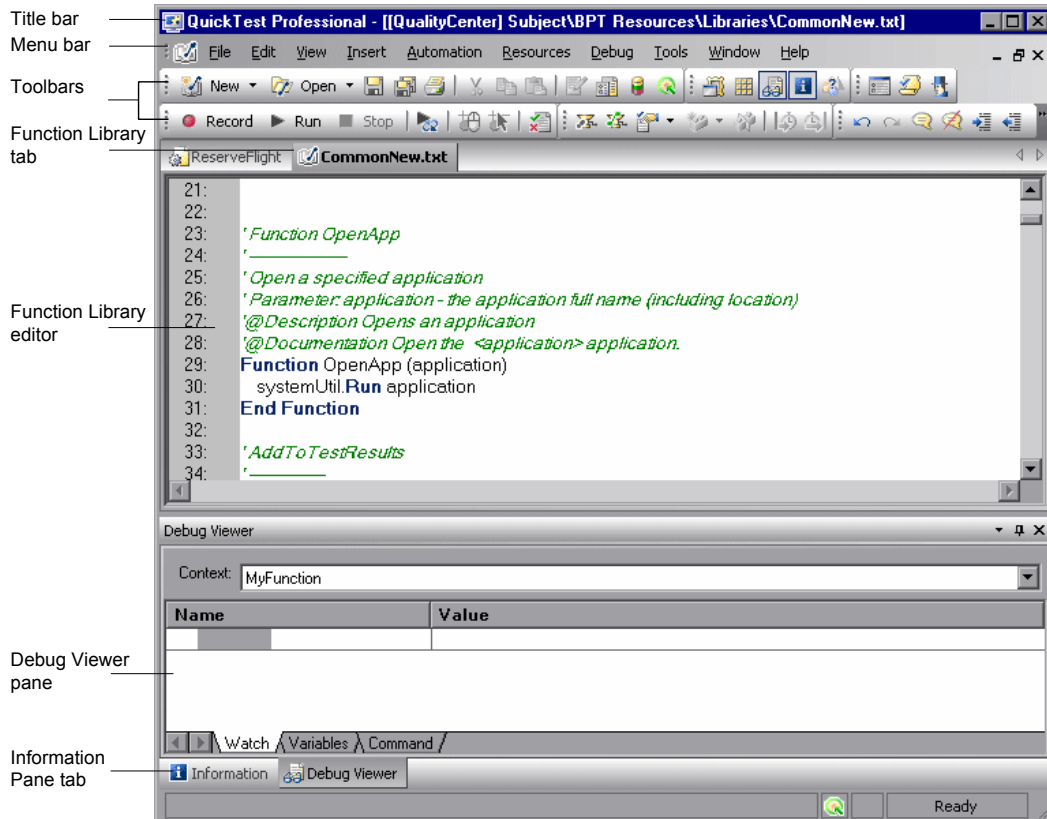 Title bar
QuickTest Professional - [[QualityCenter] Subject\BPT Resources\Libraries\CommonNew.txt]
Menu bar
File Edit View Insert Automation Resources Debug Tools Window Help
Toolbars
New Open
Record Run Stop
Function Library tab
ReserveFlight CommonNew.txt
21:
22:
23: ' Function OpenApp
24: ' ——————
25: ' Open a specified application
26: ' Parameter: application - the application full name (including location)
27: '@Description Opens an application
28: '@Documentation Open the <application> application.
29: Function OpenApp (application)
30: systemUtil.Run application
31: End Function
32:
33: ' AddToTestResults
34: ' —————
Function Library editor
Debug Viewer
Context: MyFunction
Name Value
Debug Viewer pane
Watch Variables Command
Information Pane tab
Information Debug Viewer
Ready